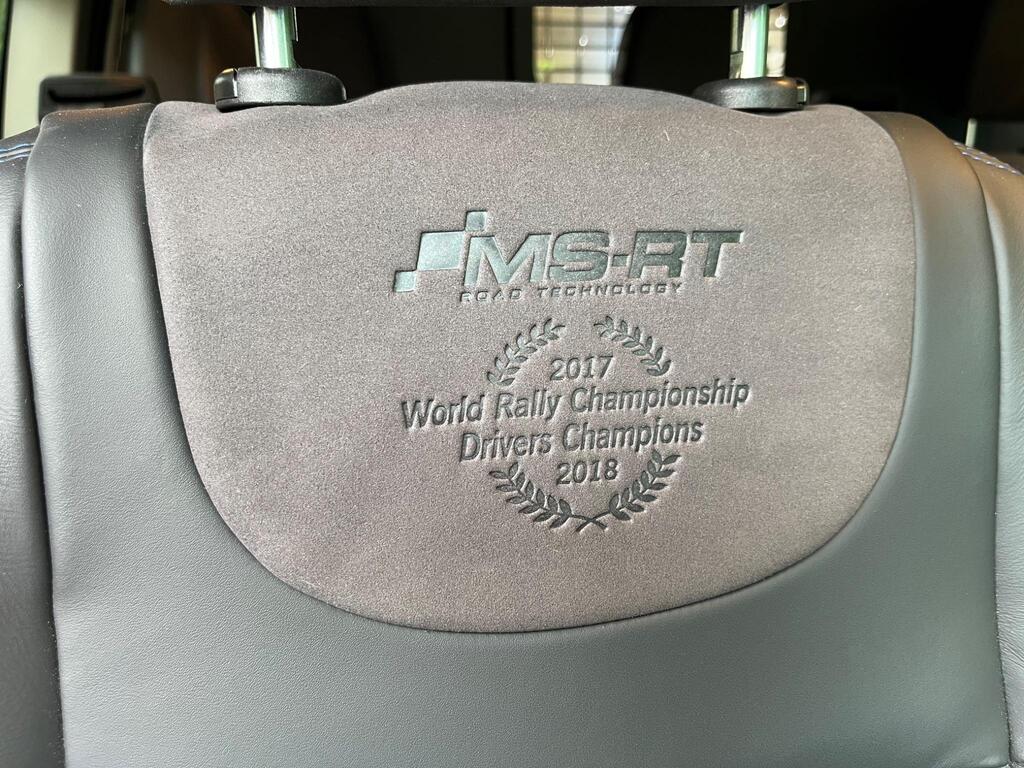 MS-RT
ROAD TECHNOLOGY
2017
World Rally Championship
Drivers Champions
2018